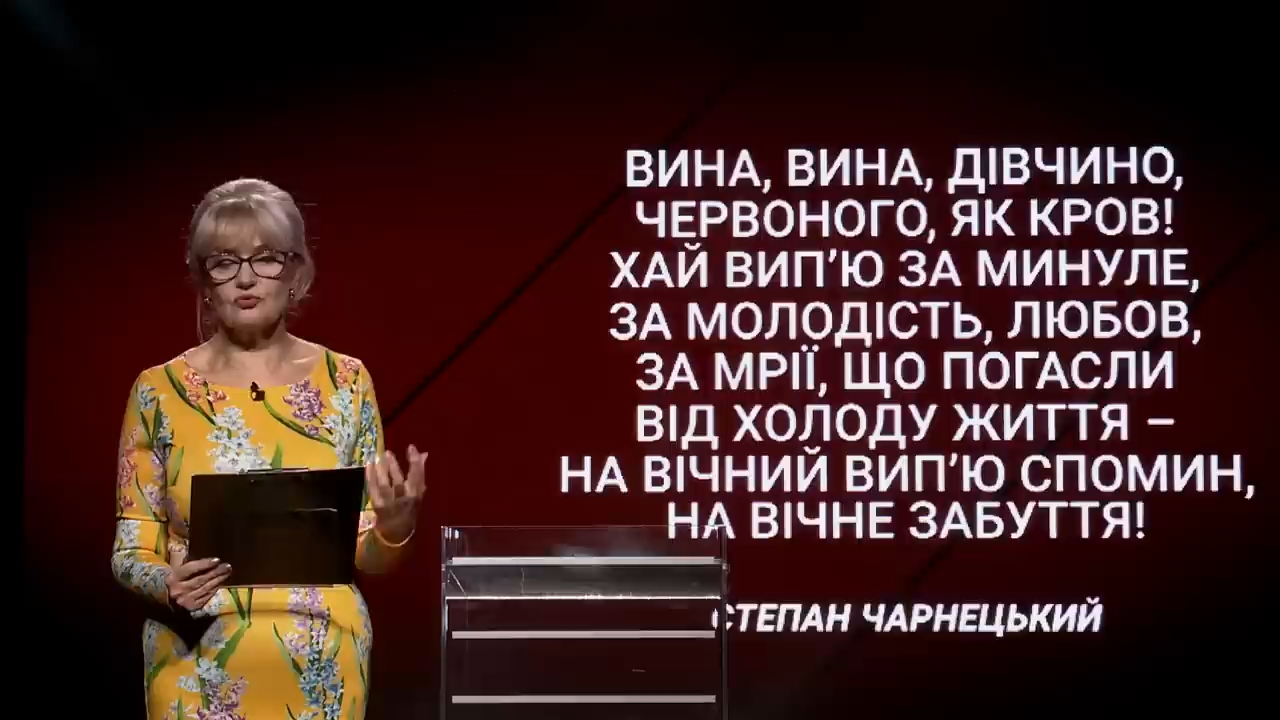 ВИНА, ВИНА, ДІВЧИНО,
ЧЕРВОНОГО, ЯК КРОВ!
ХАЙ ВИП’Ю ЗА МИНУЛЕ,
ЗА МОЛОДІСТЬ, ЛЮБОВ,
ЗА МРІЇ, ЩО ПОГАСЛИ
ВІД ХОЛОДУ ЖИТТЯ –
НА ВІЧНИЙ ВИП’Ю СПОМИН,
НА ВІЧНЕ ЗАБУТТЯ!
СТЕПАН ЧАРНЕЦЬКИЙ